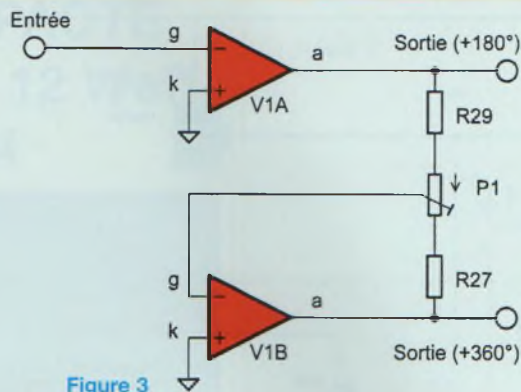 Entrée
g
a
Sortie (+180°)
k
V1A
R29
P1
R27
g
a
k
V1B
Sortie (+360°)
Figure 3